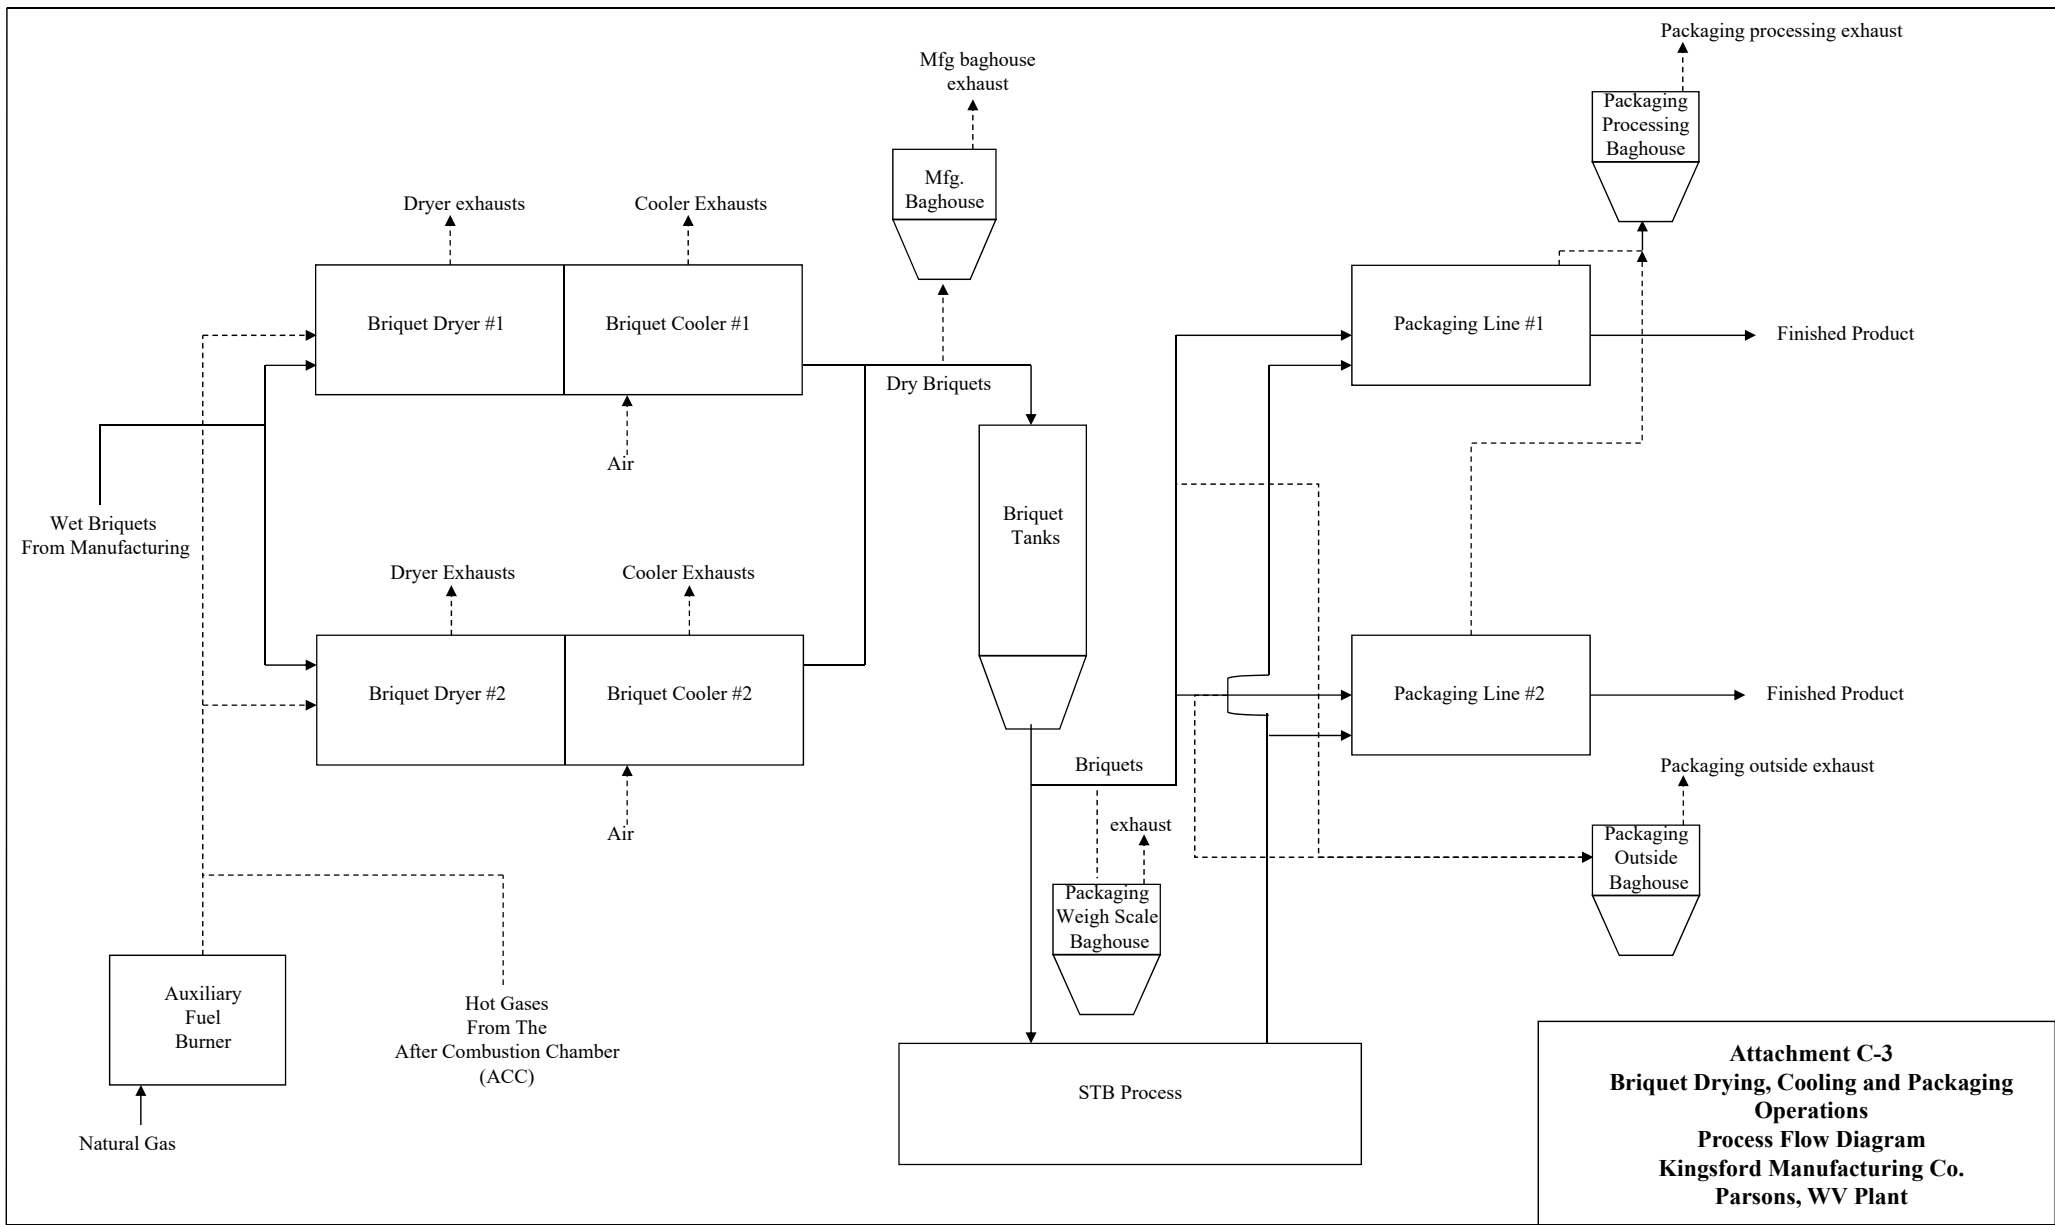 Packaging processing exhaust
Mfg baghouse
exhaust
Packaging
Processing
Baghouse
Mfg.
Baghouse
Dryer exhausts
Cooler Exhausts
Briquet Dryer #1
Briquet Cooler #1
Packaging Line #1
Finished Product
Dry Briquets
Air
Wet Briquets
From Manufacturing
Briquet
Tanks
Dryer Exhausts
Cooler Exhausts
Briquet Dryer #2
Briquet Cooler #2
Packaging Line #2
Finished Product
Briquets
Packaging outside exhaust
Air
exhaust
Packaging
Outside
Baghouse
Packaging
Weigh Scale
Baghouse
Auxiliary
Fuel
Burner
Hot Gases
From The
After Combustion Chamber
(ACC)
STB Process
Natural Gas
Attachment C-3
Briquet Drying, Cooling and Packaging
Operations
Process Flow Diagram
Kingsford Manufacturing Co.
Parsons, WV Plant